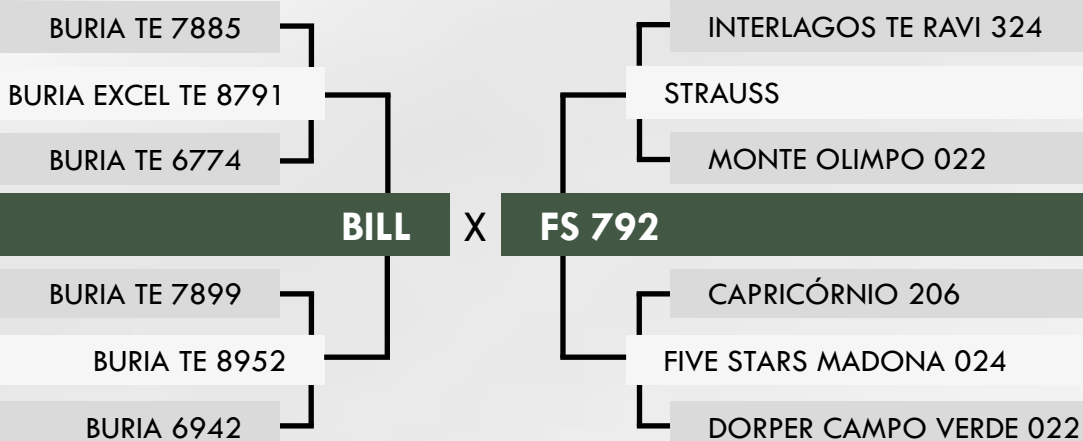 BURIA TE 7885
BURIA EXCEL TE 8791
BURIA TE 6774
BILL
BURIA TE 7899
BURIA TE 8952
BURIA 6942
X
INTERLAGOS TE RAVI 324
STRAUSS
MONTE OLIMPO 022
FS 792
CAPRICÓRNIO 206
FIVE STARS MADONA 024
DORPER CAMPO VERDE 022